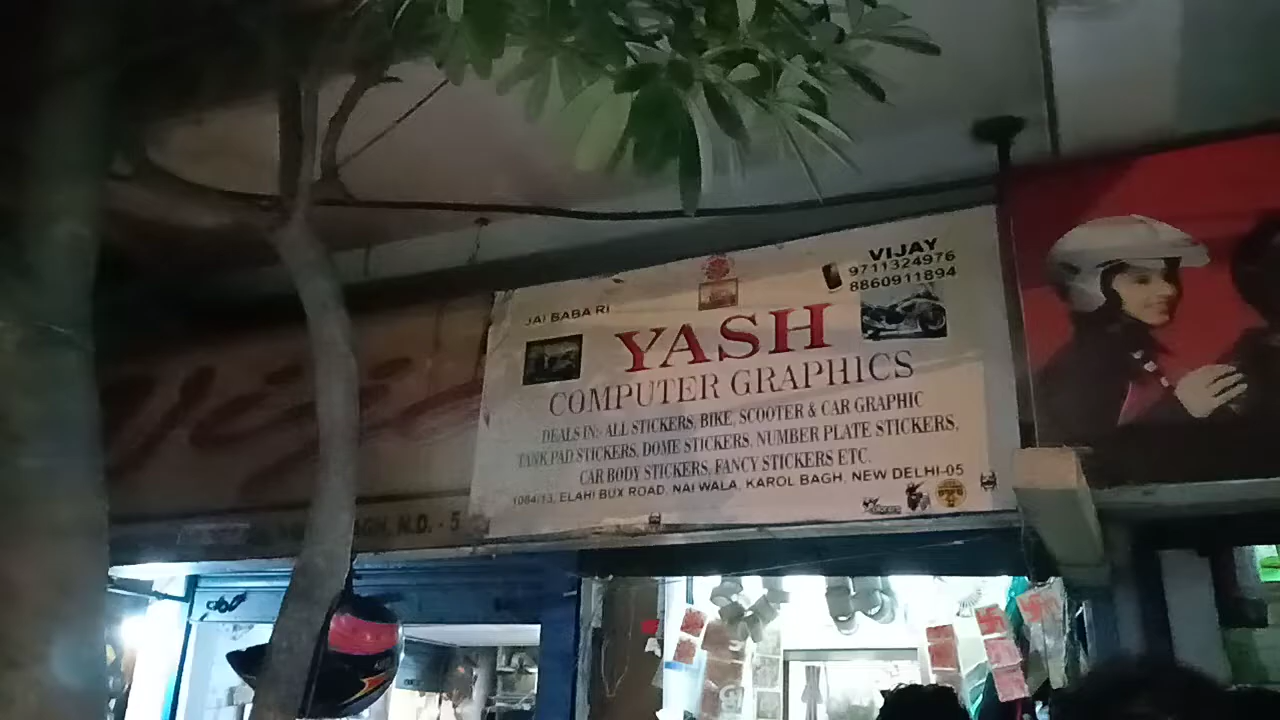 JAI BABA RI
VIJAY
9711324976
8860911894
YASH
COMPUTER GRAPHICS
DEALS IN:- ALL STICKERS, BIKE, SCOOTER & CAR GRAPHIC
TANK PAD STICKERS, DOME STICKERS, NUMBER PLATE STICKERS,
CAR BODY STICKERS, FANCY STICKERS ETC.
1084/13, ELAHI BUX ROAD, NAI WALA, KAROL BAGH, NEW DELHI-05
N.D. - 5